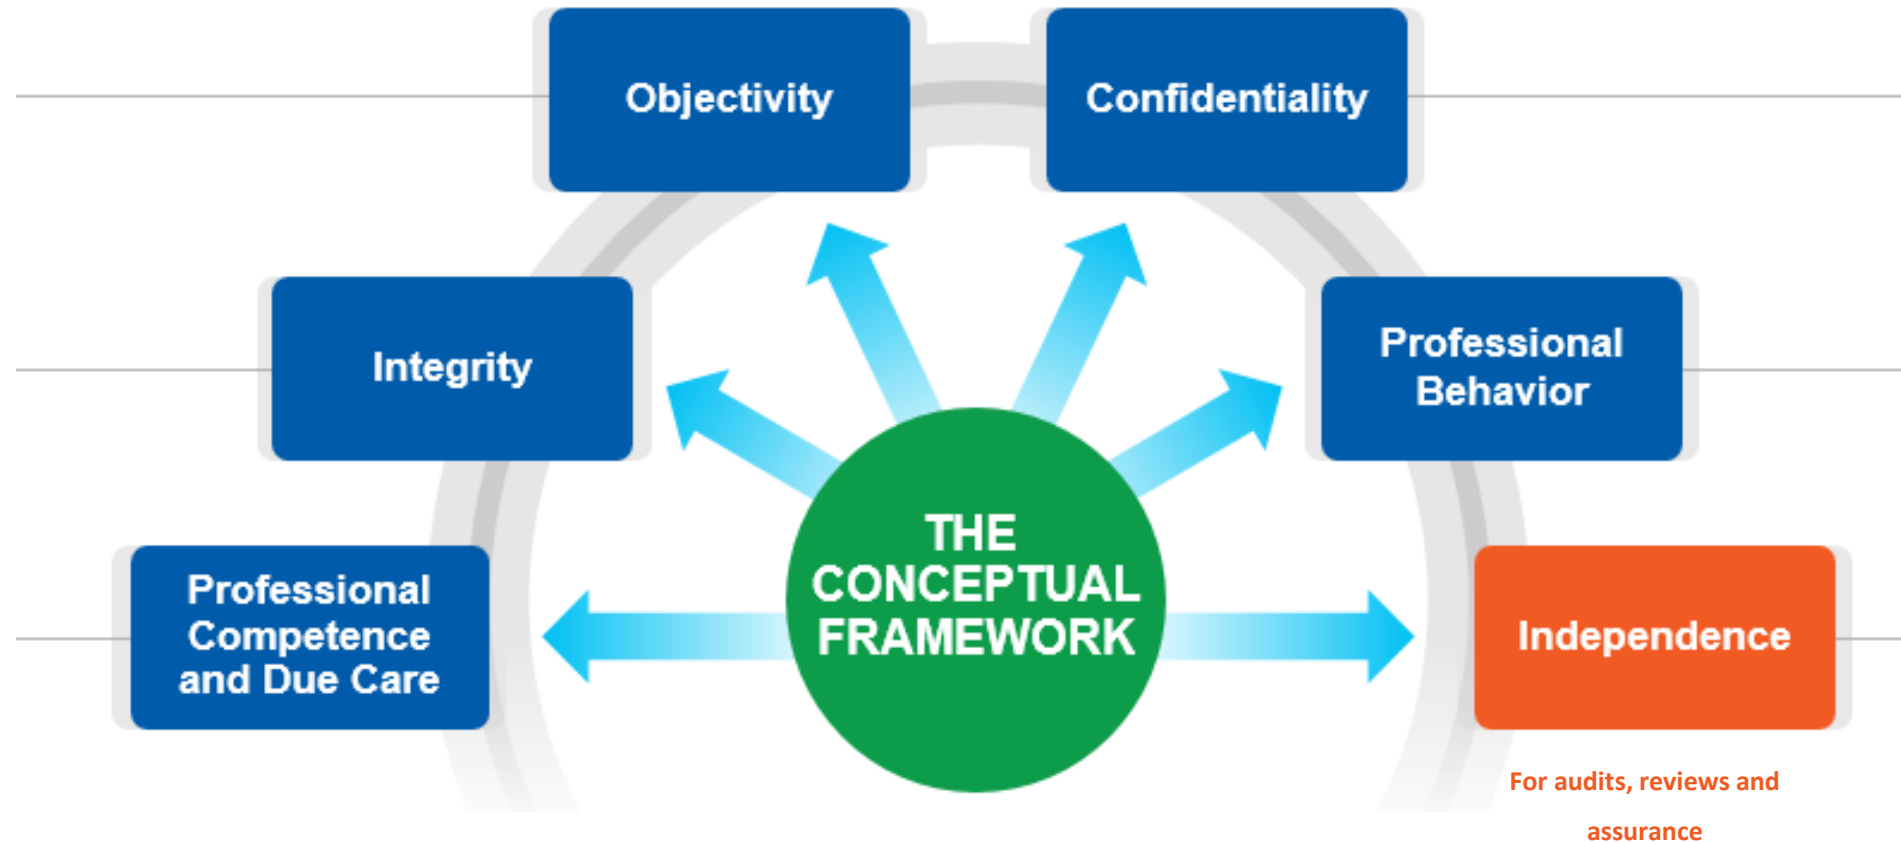 Objectivity
Confidentiality
Integrity
Professional
Behavior
THE
CONCEPTUAL
FRAMEWORK
Professional
Competence
and Due Care
Independence
For audits, reviews and
assurance